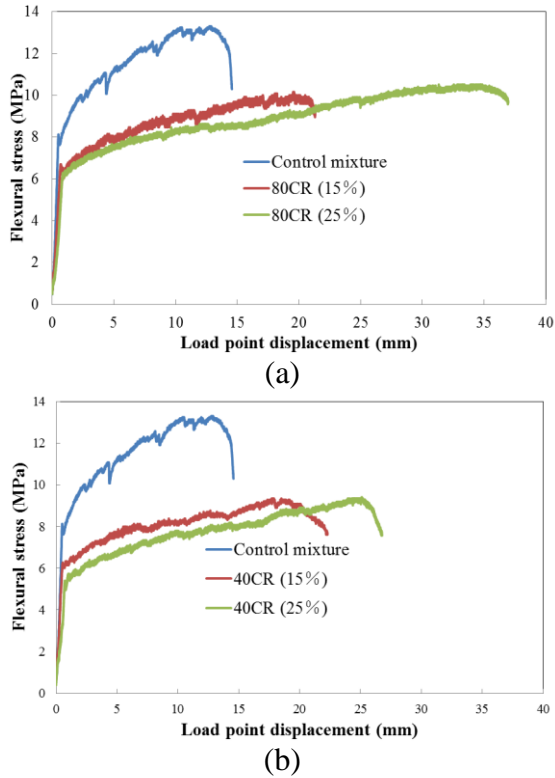 Flexural stress (MPa)
14
12
10
8
6
4
2
0
Control mixture
80CR (15%)
80CR (25%)
0 5 10 15 20 25 30 35 40
Load point displacement (mm)
(a)
Flexural stress (MPa)
14
12
10
8
6
4
2
0
Control mixture
40CR (15%)
40CR (25%)
0 5 10 15 20 25 30 35 40
Load point displacement (mm)
(b)